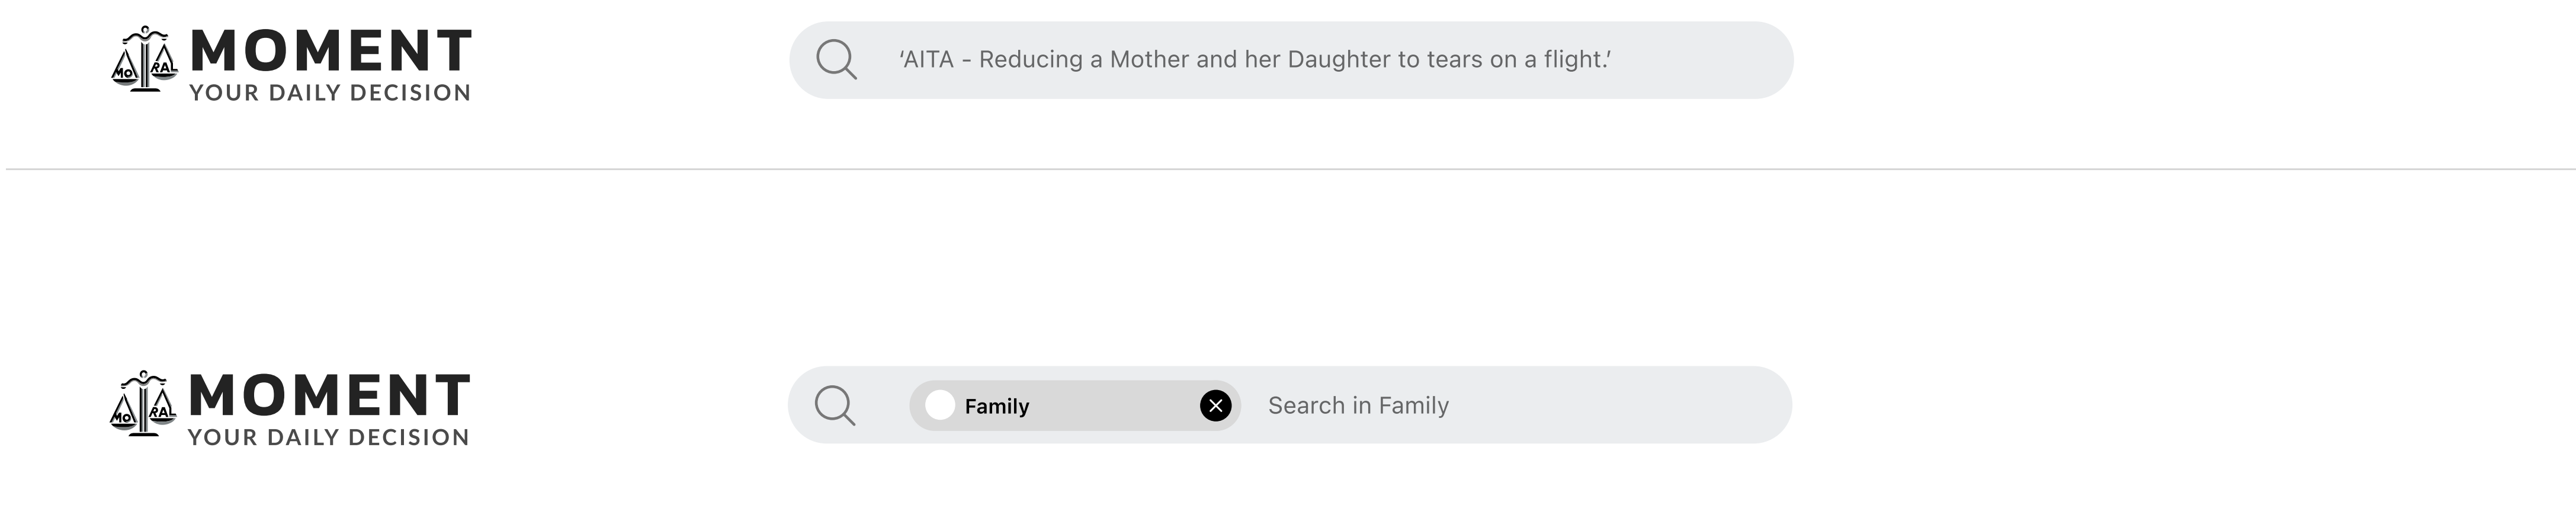 MO RAL MOMENT
YOUR DAILY DECISION
‘AITA - Reducing a Mother and her Daughter to tears on a flight.’
MO RAL MOMENT
YOUR DAILY DECISION
Family
Search in Family